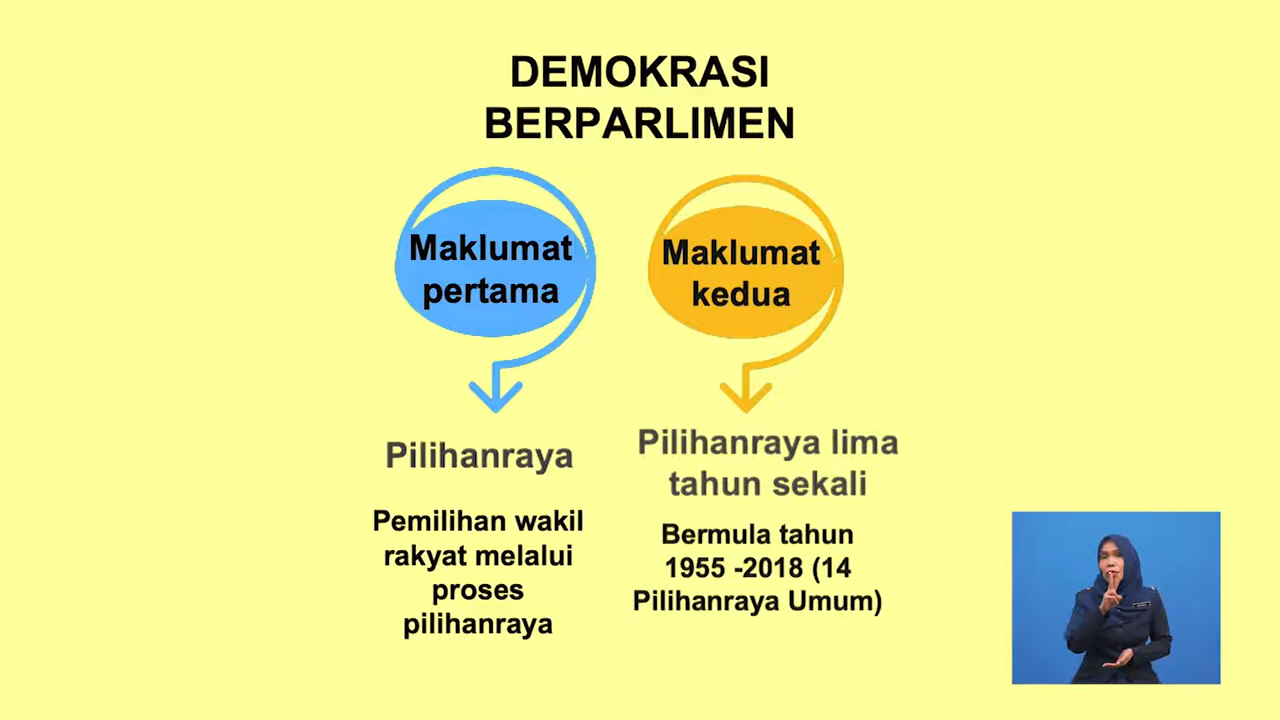 DEMOKRASI
BERPARLIMEN
Maklumat
pertama
Maklumat
kedua
Pilihanraya
Pilihanraya lima
tahun sekali
Pemilihan wakil
rakyat melalui
proses
pilihanraya
Bermula tahun
1955 -2018 (14
Pilihanraya Umum)